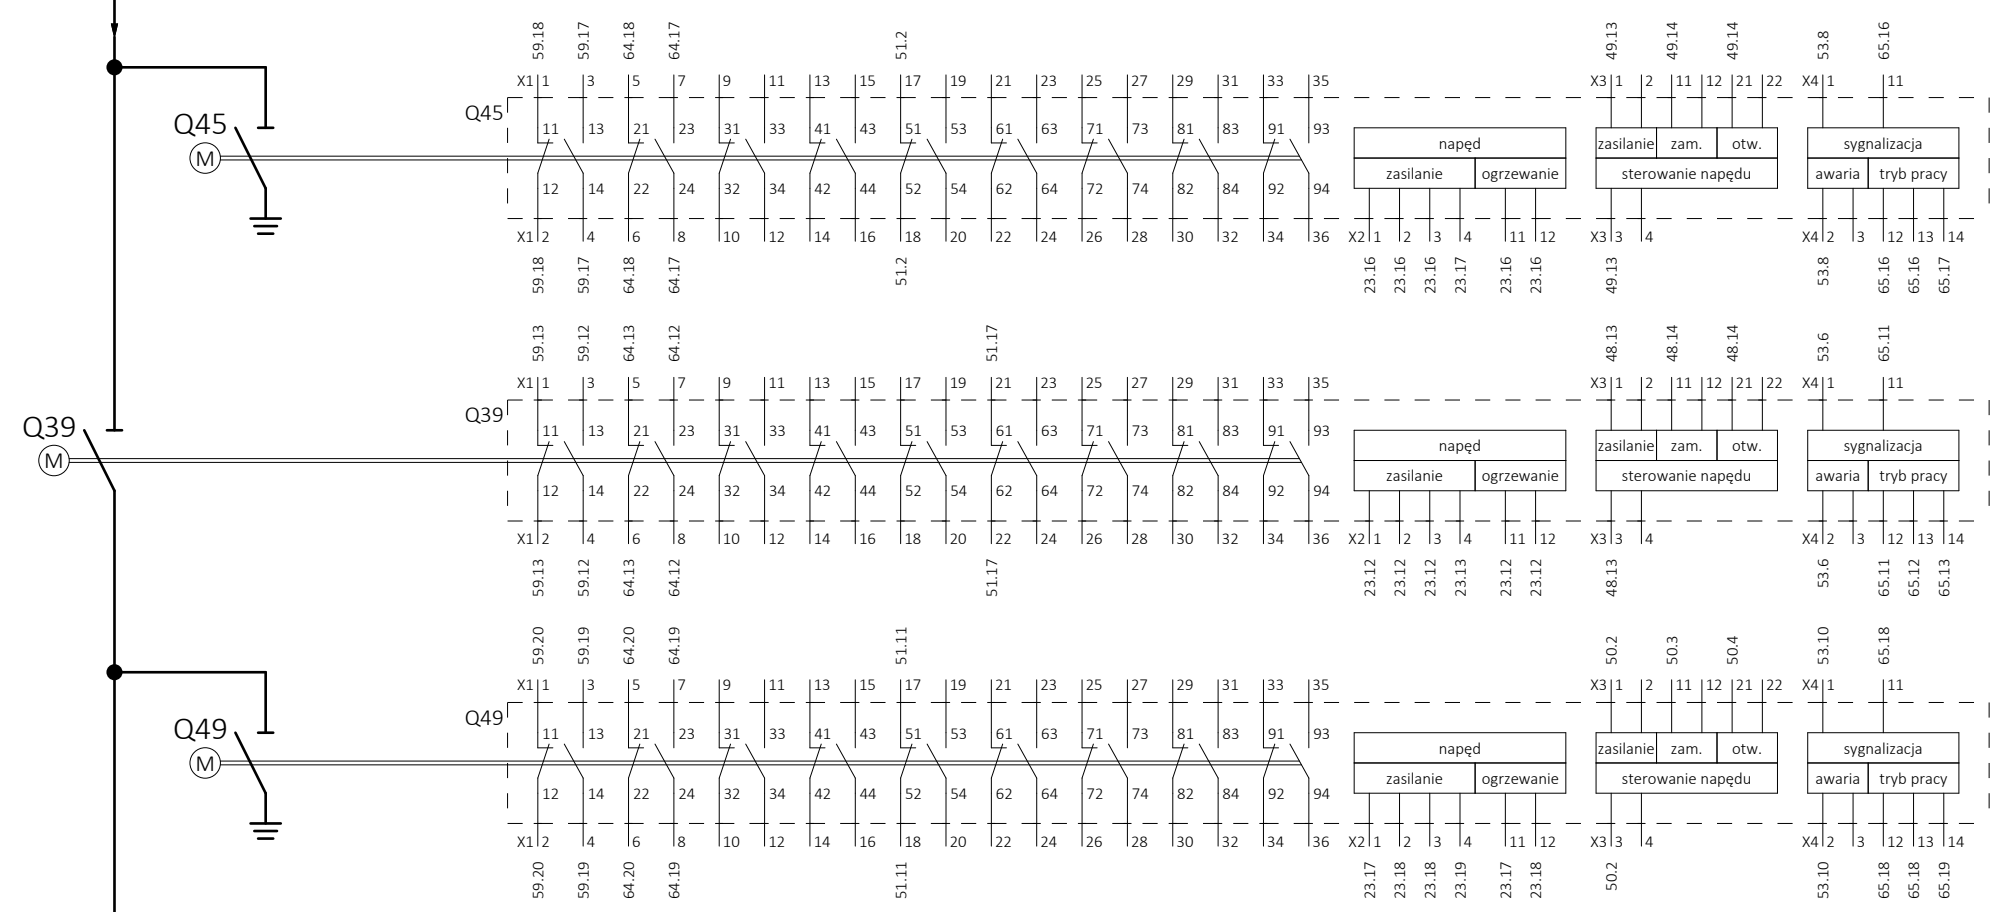 59.18 59.17 64.18 64.17 51.2 49.13 49.14 49.14 53.8 65.16
X1 1 3 5 7 9 11 13 15 17 19 21 23 25 27 29 31 33 35 X3 1 2 11 12 21 22 X4 1 11
Q45
Q45 11 13 21 23 31 33 41 43 51 53 61 63 71 73 81 83 91 93
napęd zasilanie zam. otw. sygnalizacja
M
zasilanie ogrzewanie sterowanie napędu awaria tryb pracy
12 14 22 24 32 34 42 44 52 54 62 64 72 74 82 84 92 94
X1 2 4 6 8 10 12 14 16 18 20 22 24 26 28 30 32 34 36 X2 1 2 3 4 11 12 X3 3 4 X4 2 3 12 13 14
59.18 59.17 64.18 64.17 51.2 23.16 23.16 23.16 23.17 23.16 23.16 49.13 53.8 65.16 65.16 65.17
59.13 59.12 64.13 64.12 51.17 48.13 48.14 48.14 53.6 65.11
X1 1 3 5 7 9 11 13 15 17 19 21 23 25 27 29 31 33 35 X3 1 2 11 12 21 22 X4 1 11
Q39
Q39 11 13 21 23 31 33 41 43 51 53 61 63 71 73 81 83 91 93
napęd zasilanie zam. otw. sygnalizacja
M
zasilanie ogrzewanie sterowanie napędu awaria tryb pracy
12 14 22 24 32 34 42 44 52 54 62 64 72 74 82 84 92 94
X1 2 4 6 8 10 12 14 16 18 20 22 24 26 28 30 32 34 36 X2 1 2 3 4 11 12 X3 3 4 X4 2 3 12 13 14
59.13 59.12 64.13 64.12 51.17 23.12 23.12 23.12 23.13 23.12 23.12 48.13 53.6 65.11 65.12 65.13
59.20 59.19 64.20 64.19 51.11 50.2 50.3 50.4 53.10 65.18
X1 1 3 5 7 9 11 13 15 17 19 21 23 25 27 29 31 33 35 X3 1 2 11 12 21 22 X4 1 11
Q49
Q49 11 13 21 23 31 33 41 43 51 53 61 63 71 73 81 83 91 93
napęd zasilanie zam. otw. sygnalizacja
M
zasilanie ogrzewanie sterowanie napędu awaria tryb pracy
12 14 22 24 32 34 42 44 52 54 62 64 72 74 82 84 92 94
X1 2 4 6 8 10 12 14 16 18 20 22 24 26 28 30 32 34 36 X2 1 2 3 4 11 12 X3 3 4 X4 2 3 12 13 14
59.20 59.19 64.20 64.19 51.11 23.17 23.18 23.18 23.19 23.17 23.18 50.2 53.10 65.18 65.18 65.19